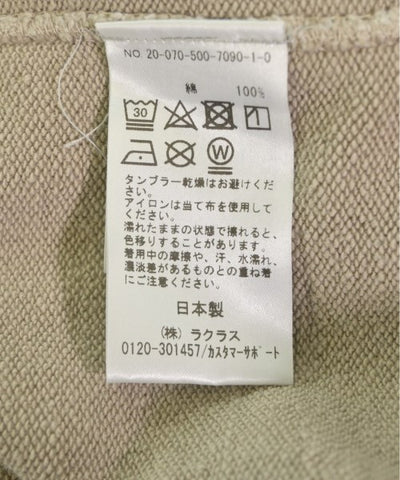 NO. 20-070-500-7090-1-0
綿 100%
30
W
タンブラー乾燥はお避けくだ
さい。
アイロンは当て布を使用して
ください。
濡れたままの状態で擦れると、
色移りすることがあります。
着用中の摩擦や、汗、水濡れ、
濃淡差があるものとの重ね着
にご注意ください。
日本製
(株) ラクラス
0120-301457/カスタマーサポート